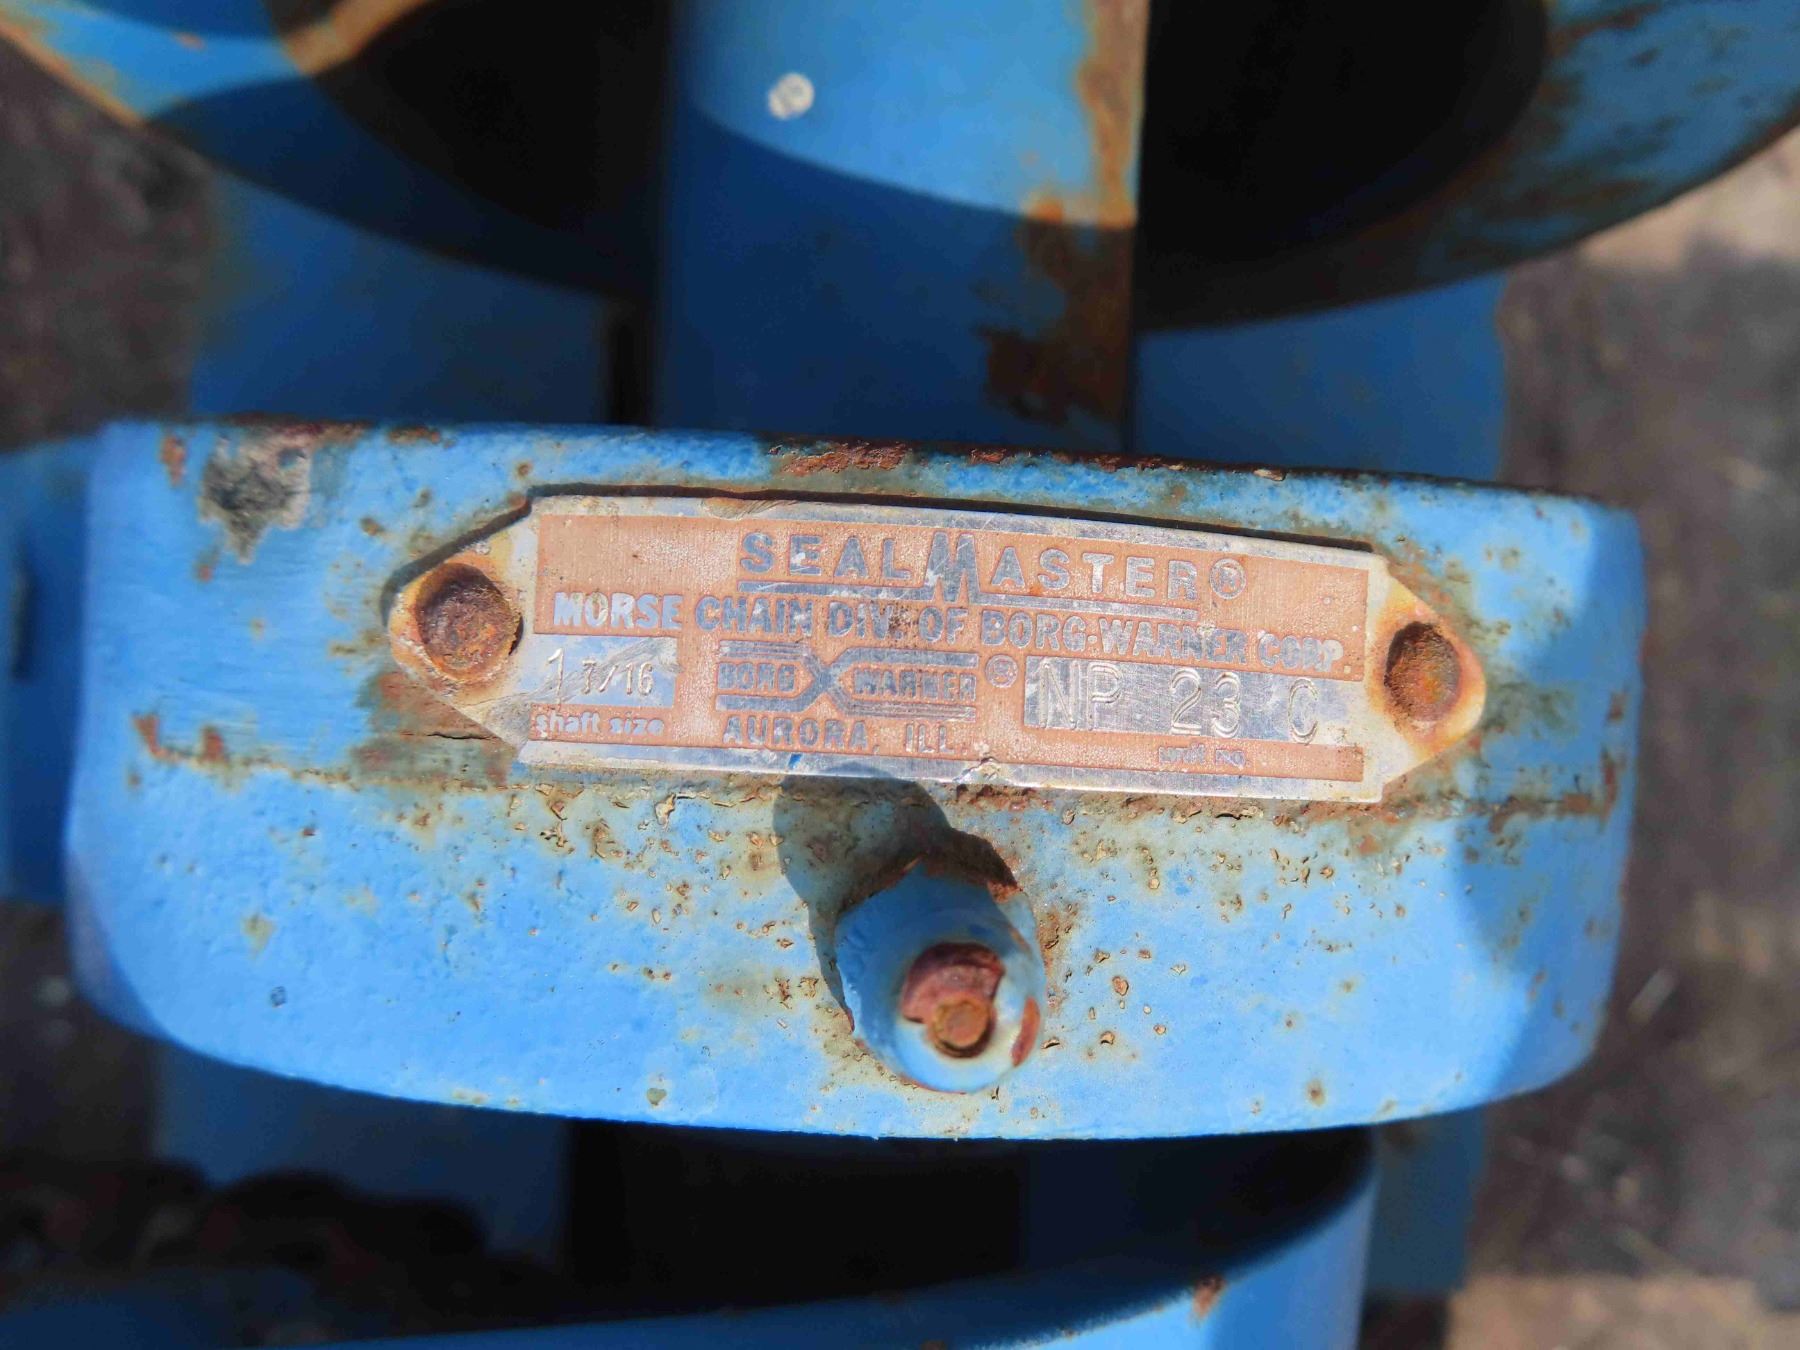 SEALMASTER®
MORSE CHAIN DIV. OF BORG-WARNER CORP.
1 7/16
shaft size
BORG WARNER ®
AURORA, ILL.
NP 23 C
unit no.